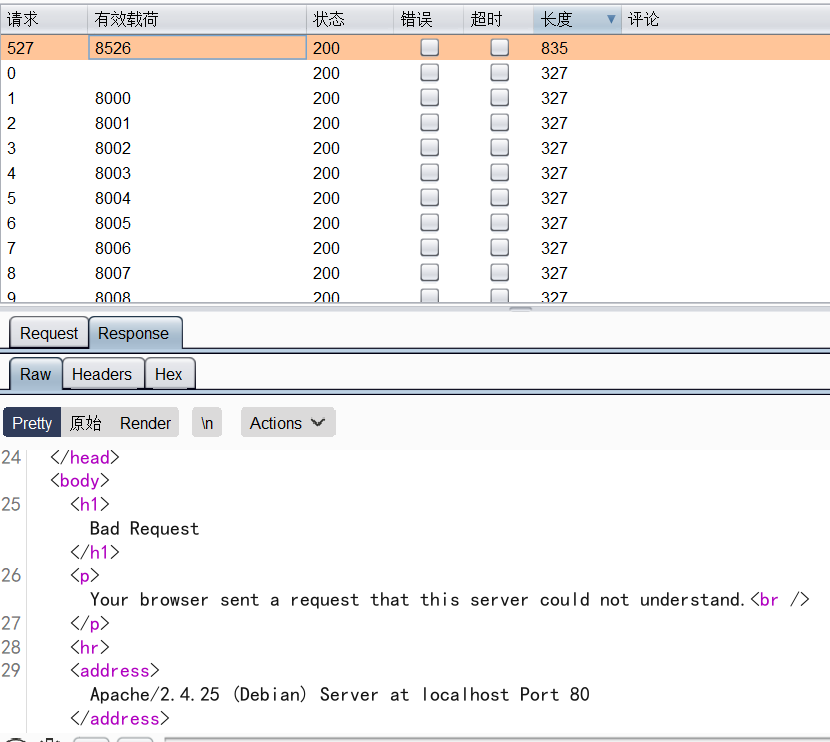 请求 有效载荷 状态 错误 超时 长度 ▼ 评论
527 8526 200 835
0 200 327
1 8000 200 327
2 8001 200 327
3 8002 200 327
4 8003 200 327
5 8004 200 327
6 8005 200 327
7 8006 200 327
8 8007 200 327
9 8008 200 327
Request Response
Raw Headers Hex
Pretty 原始 Render \n Actions
24 </head>
<body>
25 <h1>
Bad Request
</h1>
26 <p>
Your browser sent a request that this server could not understand.<br />
27 </p>
28 <hr>
29 <address>
Apache/2.4.25 (Debian) Server at localhost Port 80
</address>